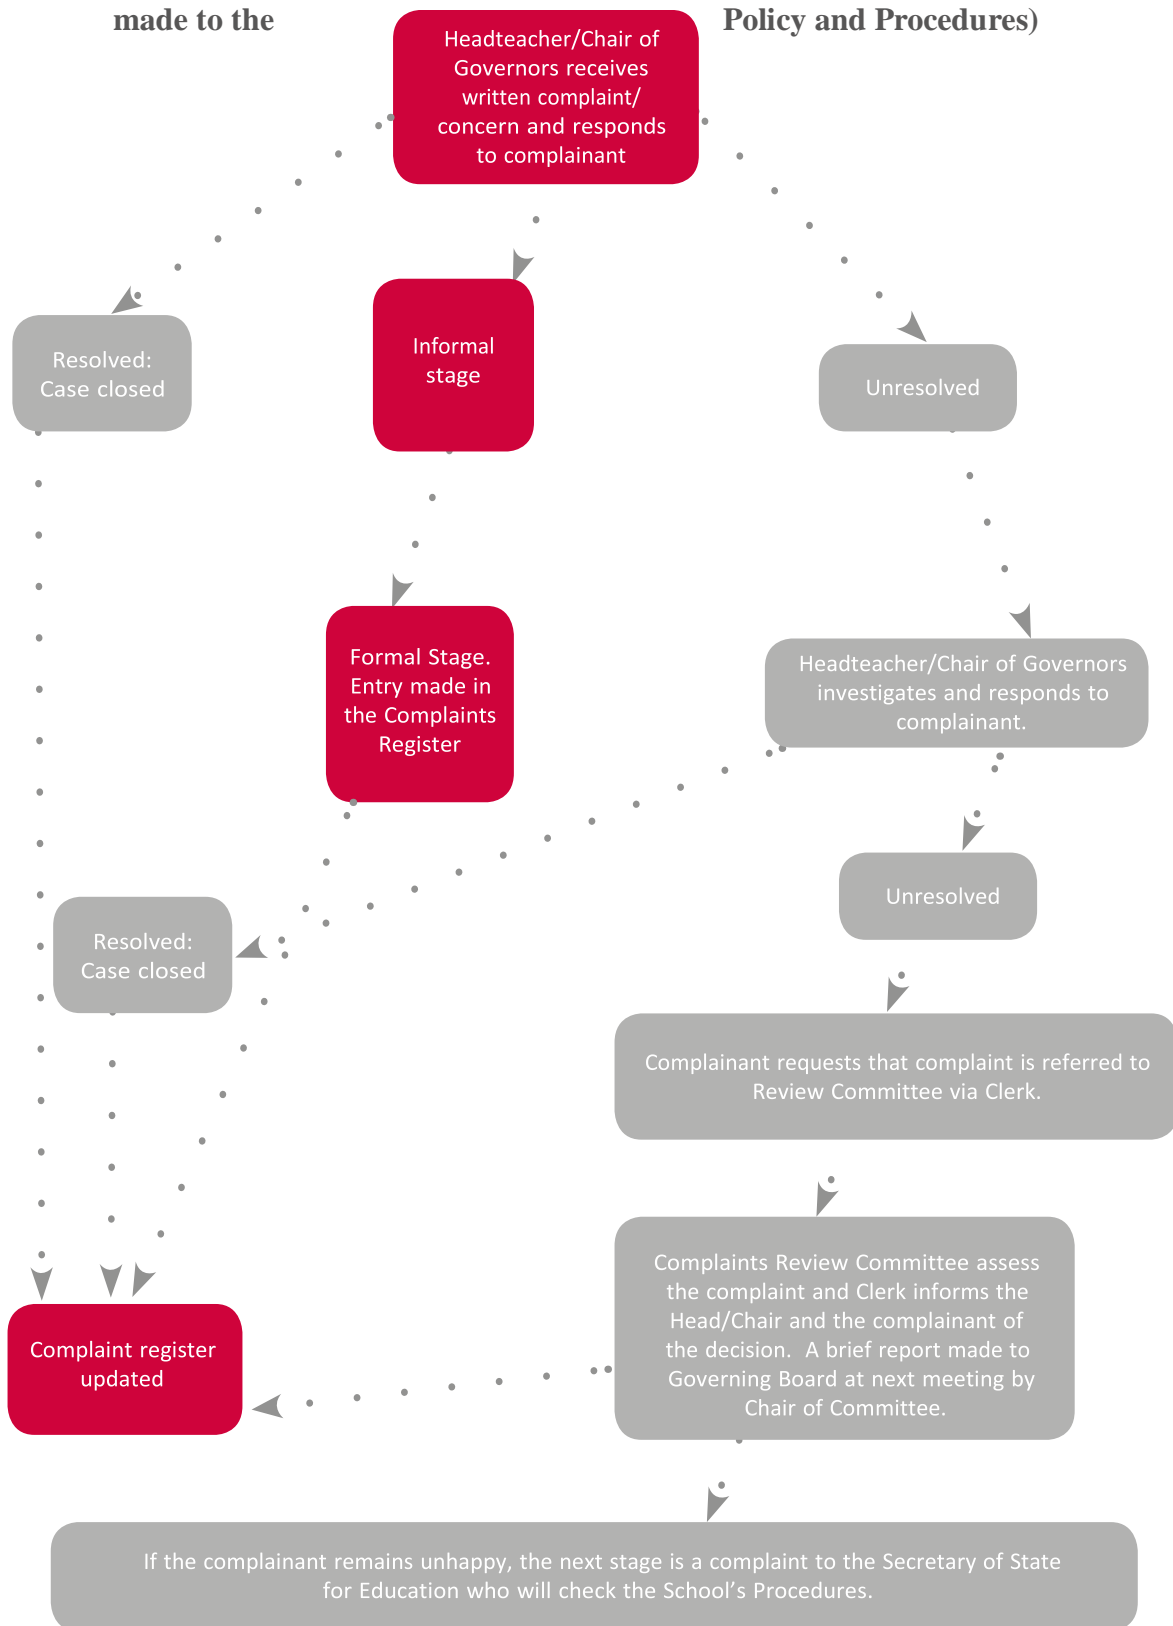 made to the
Policy and Procedures)
Headteacher/Chair of
Governors receives
written complaint/
concern and responds
to complainant
Resolved:
Case closed
Informal
stage
Unresolved
Formal Stage.
Entry made in
the Complaints
Register
Headteacher/Chair of Governors
investigates and responds to
complainant.
Unresolved
Resolved:
Case closed
Complainant requests that complaint is referred to
Review Committee via Clerk.
Complaints Review Committee assess
the complaint and Clerk informs the
Head/Chair and the complainant of
the decision.  A brief report made to
Governing Board at next meeting by
Chair of Committee.
Complaint register
updated
If the complainant remains unhappy, the next stage is a complaint to the Secretary of State
for Education who will check the School’s Procedures.